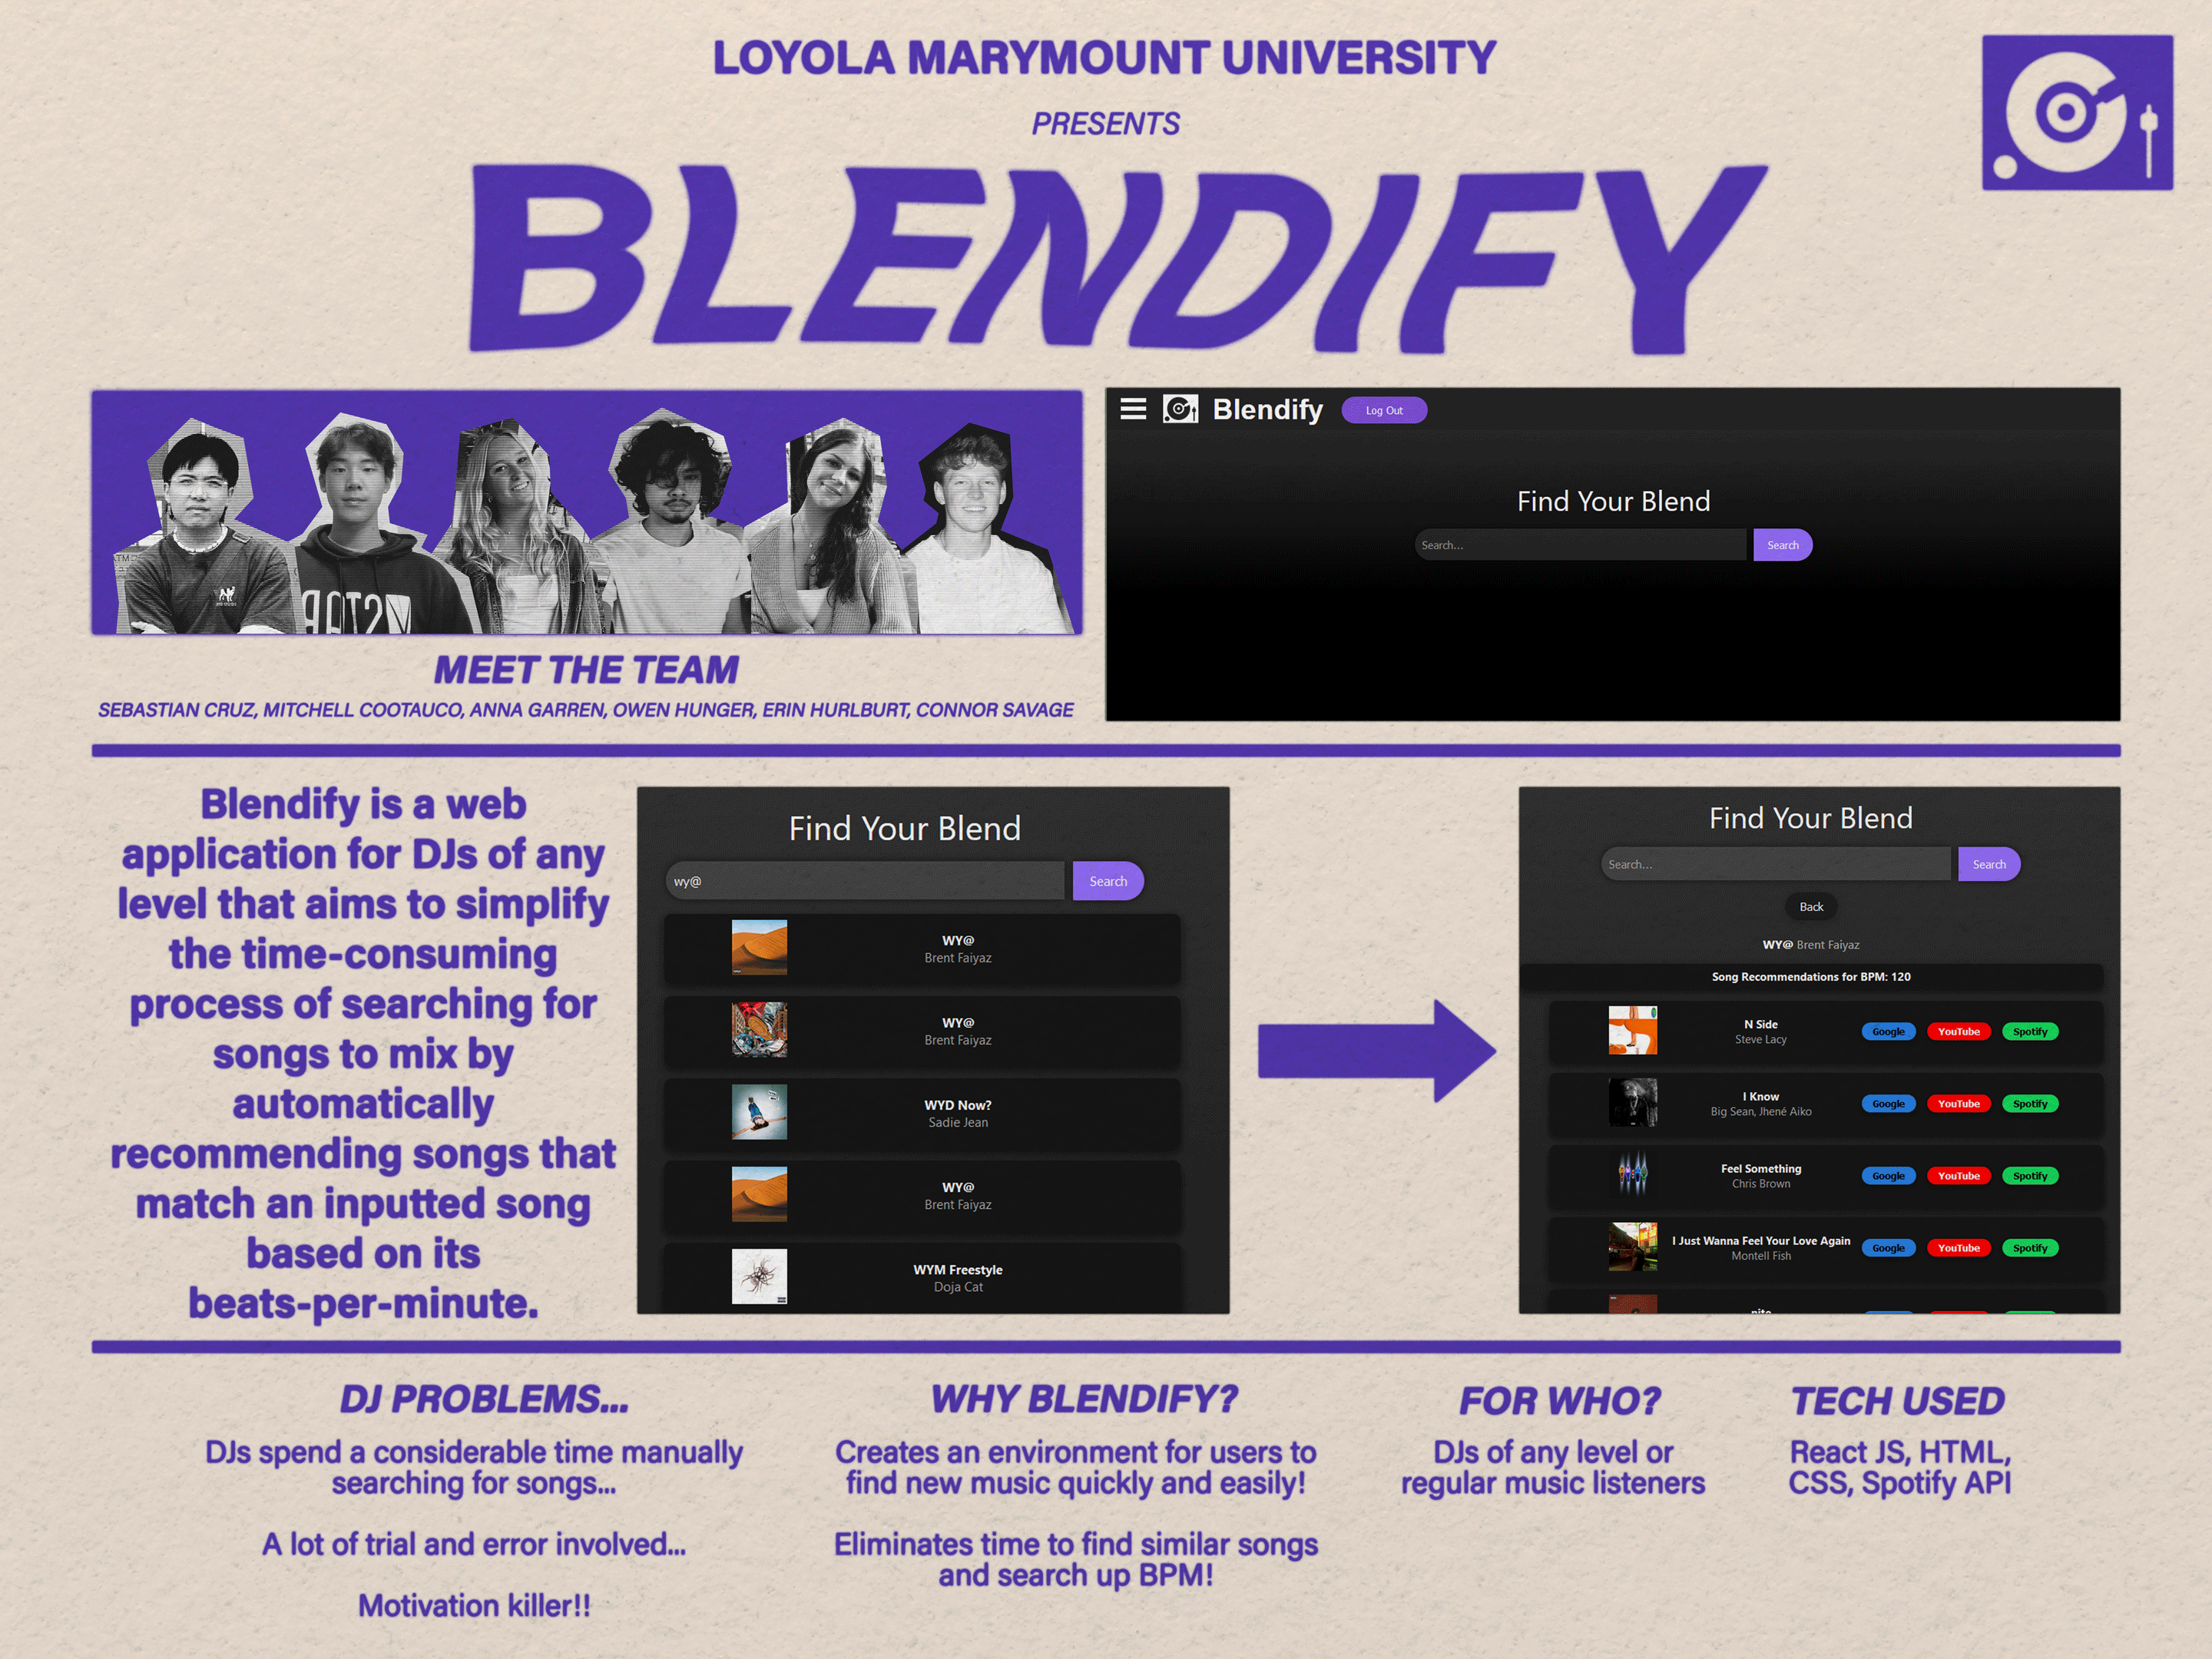 LOYOLA MARYMOUNT UNIVERSITY
PRESENTS
BLENDIFY
MEET THE TEAM
SEBASTIAN CRUZ, MITCHELL COOTAUCO, ANNA GARREN, OWEN HUNGER, ERIN HURLBURT, CONNOR SAVAGE
Blendify
Log Out
Find Your Blend
Search...
Search
Blendify is a web
application for DJs of any
level that aims to simplify
the time-consuming
process of searching for
songs to mix by
automatically
recommending songs that
match an inputted song
based on its
beats-per-minute.
Find Your Blend
wy@
Search
WY@
Brent Faiyaz
WY@
Brent Faiyaz
WYD Now?
Sadie Jean
WY@
Brent Faiyaz
WYM Freestyle
Doja Cat
Find Your Blend
Search...
Search
Back
WY@ Brent Faiyaz
Song Recommendations for BPM: 120
N Side
Steve Lacy
Google YouTube Spotify
I Know
Big Sean, Jhené Aiko
Google YouTube Spotify
Feel Something
Chris Brown
Google YouTube Spotify
I Just Wanna Feel Your Love Again
Montell Fish
Google YouTube Spotify
DJ PROBLEMS...
DJs spend a considerable time manually
searching for songs...
A lot of trial and error involved...
Motivation killer!!
WHY BLENDIFY?
Creates an environment for users to
find new music quickly and easily!
Eliminates time to find similar songs
and search up BPM!
FOR WHO?
DJs of any level or
regular music listeners
TECH USED
React JS, HTML,
CSS, Spotify API